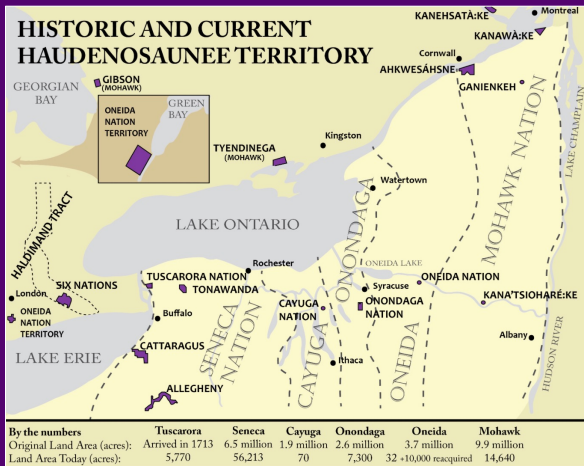 HISTORIC AND CURRENT
HAUDENOSAUNEE TERRITORY
KANEHSATÀ:KE
Montreal
KANAWÀ:KE
Cornwall
AHKWESÁHSNE
GANIENKEH
GEORGIAN
BAY
GIBSON
(MOHAWK)
ONEIDA
NATION
TERRITORY
GREEN
BAY
TYENDINEGA
(MOHAWK)
Kingston
MOHAWK NATION
LAKE CHAMPLAIN
Watertown
HALDIMAND TRACT
LAKE ONTARIO
ONONDAGA
Rochester
ONEIDA LAKE
London
SIX NATIONS
TUSCARORA NATION
TONAWANDA
ONEIDA NATION
ONEIDA
NATION
TERRITORY
Buffalo
SENECA
NATION
CAYUGA
NATION
Syracuse
ONONDAGA
NATION
KANA'TSIOHARÉ:KE
LAKE ERIE
CATTARAGUS
CAYUGA
Ithaca
ONEIDA
Albany
HUDSON RIVER
ALLEGHENY
By the numbers Tuscarora Seneca Cayuga Onondaga Oneida Mohawk
Original Land Area (acres): Arrived in 1713 6.5 million 1.9 million 2.6 million 3.7 million 9.9 million
Land Area Today (acres): 5,770 56,213 70 7,300 32 +10,000 reacquired 14,640